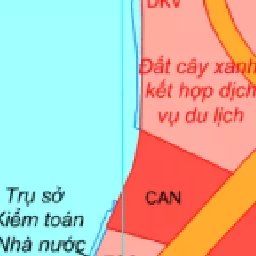 DKV
Đất cây xanh
kết hợp dịch
vụ du lịch
CAN
Trụ sở
Kiểm toán
Nhà nước